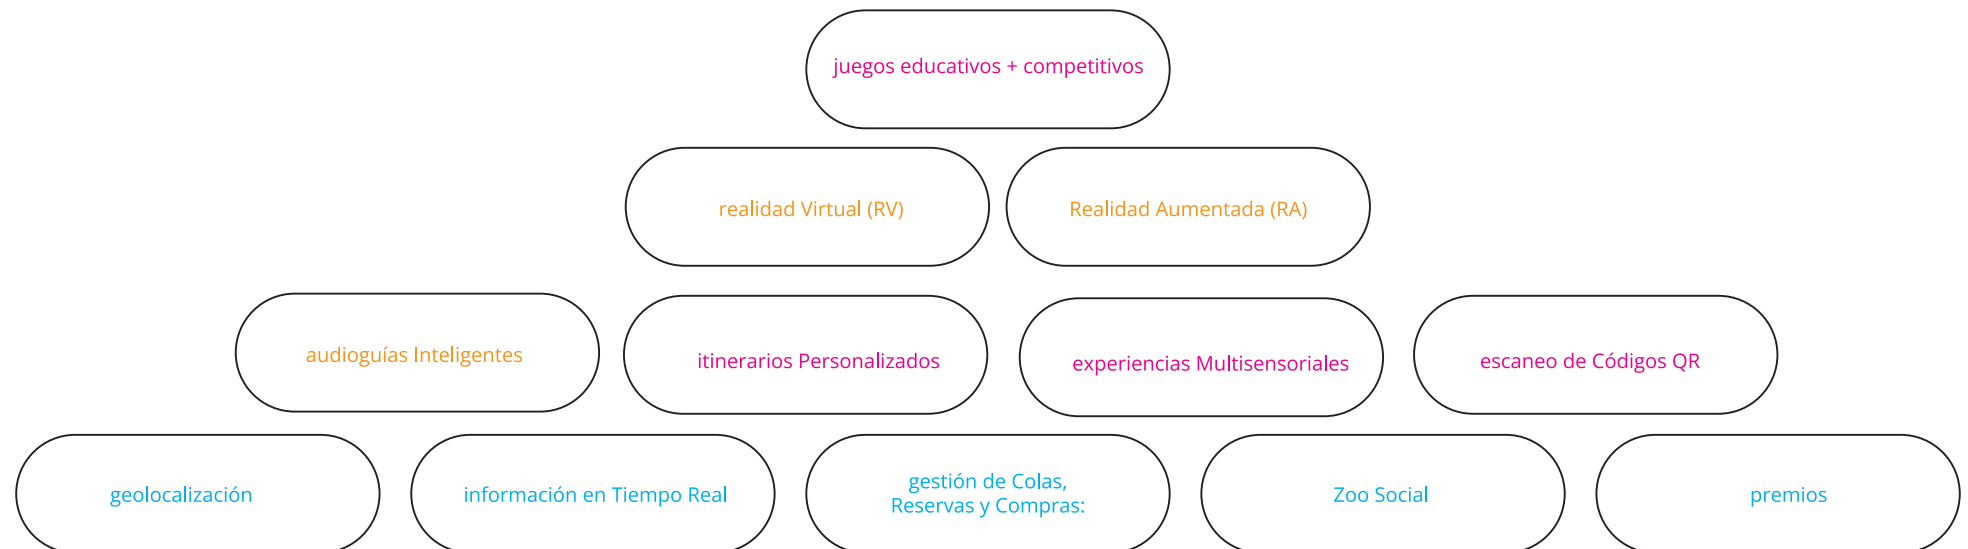 juegos educativos + competitivos
realidad Virtual (RV)
Realidad Aumentada (RA)
audioguías Inteligentes
itinerarios Personalizados
experiencias Multisensoriales
escaneo de Códigos QR
geolocalización
información en Tiempo Real
gestión de Colas,
Reservas y Compras:
Zoo Social
premios